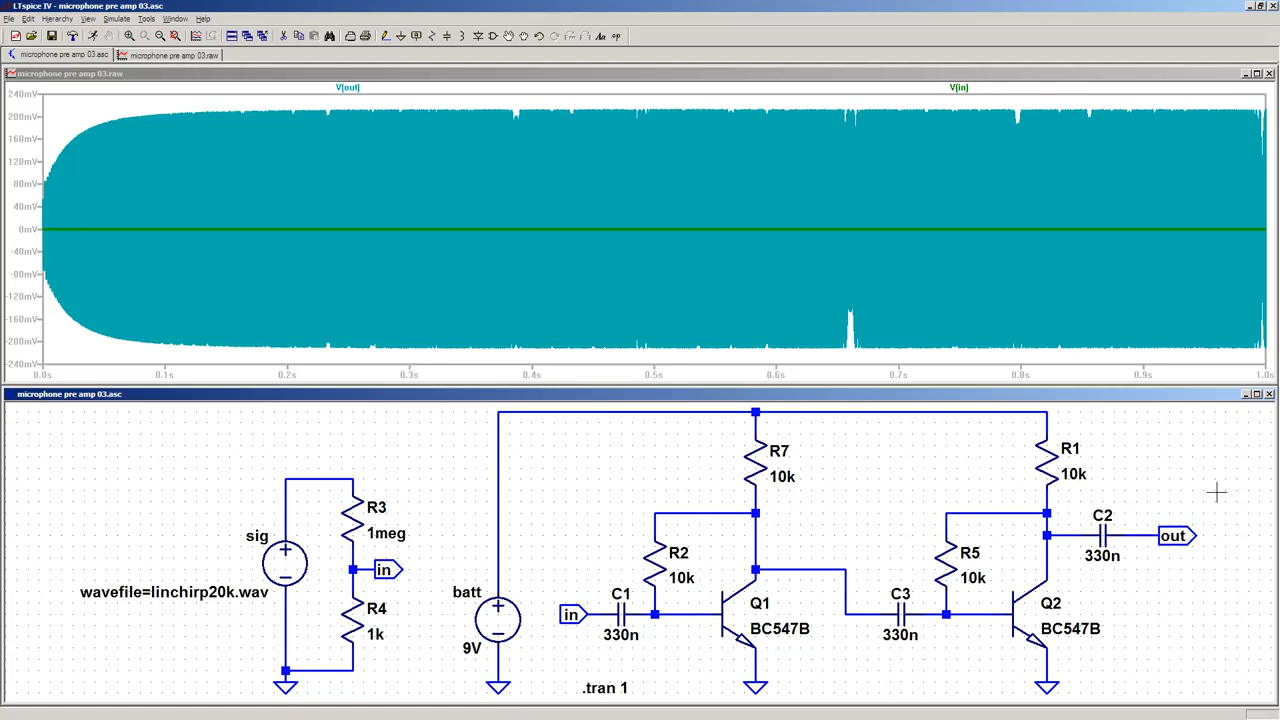 LTspice IV - microphone pre amp 03.asc
File Edit Hierarchy View Simulate Tools Window Help
microphone pre amp 03.asc microphone pre amp 03.raw
microphone pre amp 03.raw
V(out) V(in)
240mV
200mV
160mV
120mV
80mV
40mV
0mV
-40mV
-80mV
-120mV
-160mV
-200mV
-240mV
0.0s 0.1s 0.2s 0.3s 0.4s 0.5s 0.6s 0.7s 0.8s 0.9s 1.0s
microphone pre amp 03.asc
sig
wavefile=linchirp20k.wav
R3
1meg
in
R4
1k
batt
9V
in
C1
330n
R2
10k
R7
10k
Q1
BC547B
C3
330n
R5
10k
R1
10k
C2
330n
out
Q2
BC547B
.tran 1